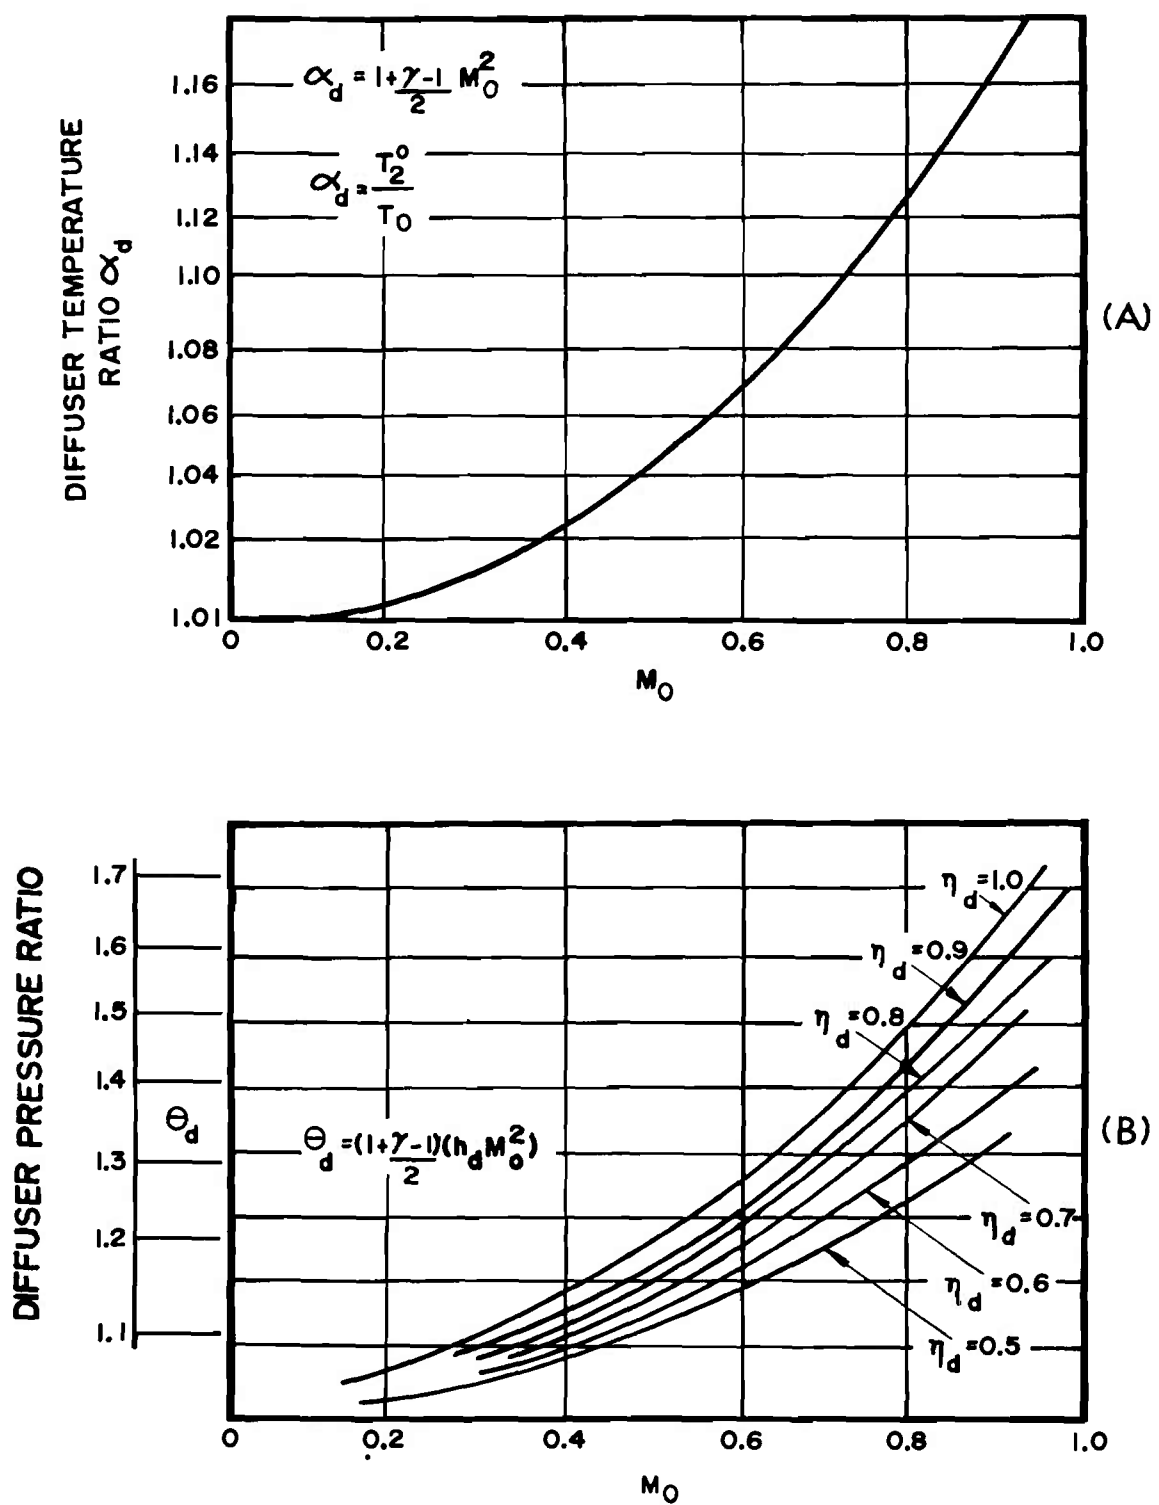 DIFFUSER TEMPERATURE
RATIO α_d
1.16
1.14
1.12
1.10
1.08
1.06
1.04
1.02
1.01
α_d = 1+γ-1/2 M_0^2
α_d = T_2^0/T_0
(A)
0 0.2 0.4 0.6 0.8 1.0
M_0
DIFFUSER PRESSURE RATIO
1.7
1.6
1.5
1.4
θ_d
1.3
1.2
1.1
η_d=1.0
η_d=0.9
η_d=0.8
θ_d=(1+γ-1/2)(h_d M_0^2)
(B)
η_d=0.7
η_d=0.6
η_d=0.5
0 0.2 0.4 0.6 0.8 1.0
M_0